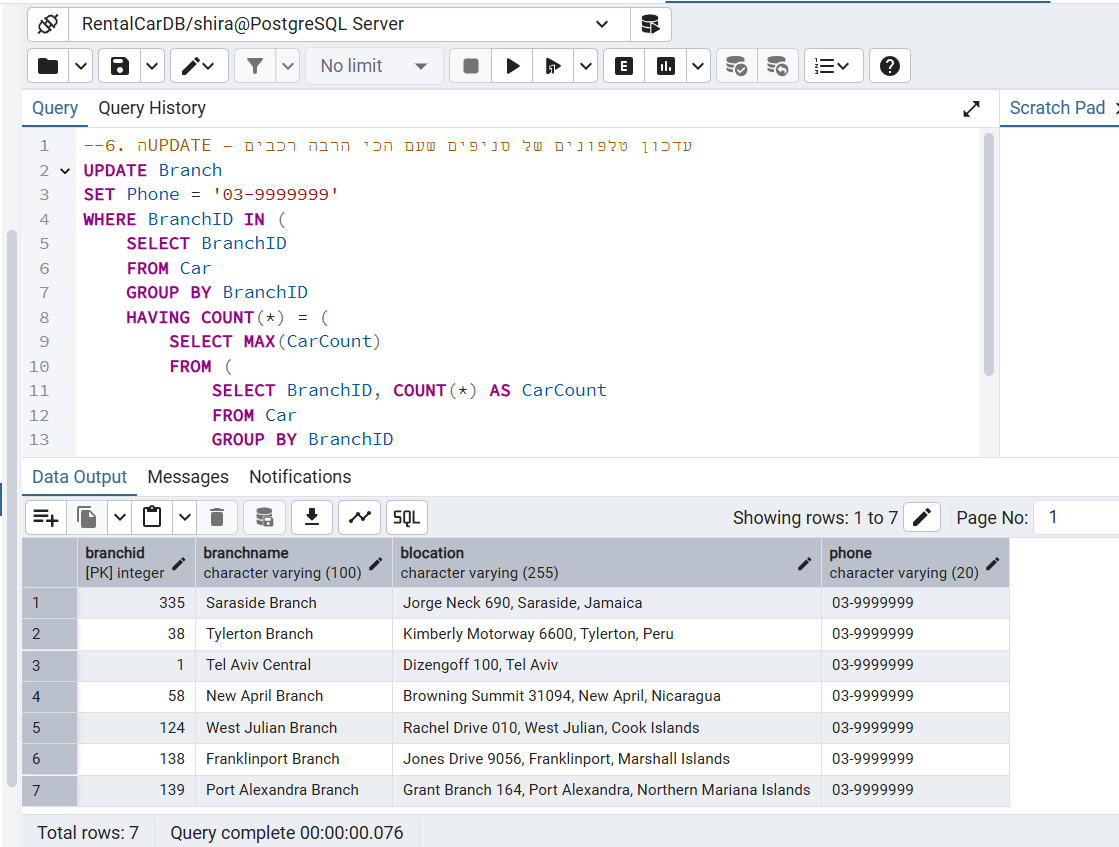 RentalCarDB/shira@PostgreSQL Server
No limit
E
Query Query History
Scratch Pad
1 --6. הUPDATE – עדכון טלפונים של סניפים שעם הכי הרבה רכבים
2 UPDATE Branch
3 SET Phone = '03-9999999'
4 WHERE BranchID IN (
5 SELECT BranchID
6 FROM Car
7 GROUP BY BranchID
8 HAVING COUNT(*) = (
9 SELECT MAX(CarCount)
10 FROM (
11 SELECT BranchID, COUNT(*) AS CarCount
12 FROM Car
13 GROUP BY BranchID
Data Output Messages Notifications
SQL Showing rows: 1 to 7 Page No: 1
branchid branchname blocation phone
[PK] integer character varying (100) character varying (255) character varying (20)
1 335 Saraside Branch Jorge Neck 690, Saraside, Jamaica 03-9999999
2 38 Tylerton Branch Kimberly Motorway 6600, Tylerton, Peru 03-9999999
3 1 Tel Aviv Central Dizengoff 100, Tel Aviv 03-9999999
4 58 New April Branch Browning Summit 31094, New April, Nicaragua 03-9999999
5 124 West Julian Branch Rachel Drive 010, West Julian, Cook Islands 03-9999999
6 138 Franklinport Branch Jones Drive 9056, Franklinport, Marshall Islands 03-9999999
7 139 Port Alexandra Branch Grant Branch 164, Port Alexandra, Northern Mariana Islands 03-9999999
Total rows: 7 Query complete 00:00:00.076